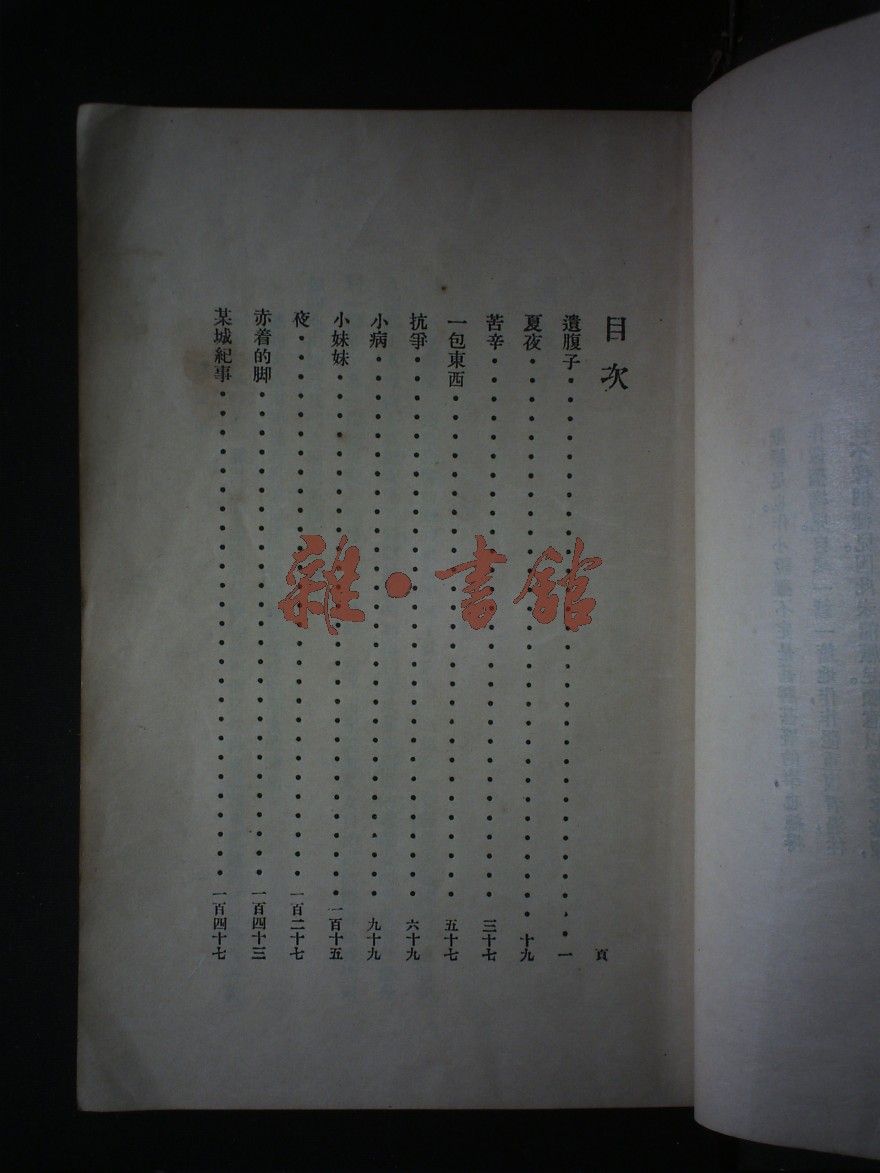 目次
頁
遺腹子●●●●●●●●●●●●●●●●●●●●●●●●●●●●●一
夏夜●●●●●●●●●●●●●●●●●●●●●●●●●●●●●十九
苦辛●●●●●●●●●●●●●●●●●●●●●●●●●●●●三十七
一包東西●●●●●●●●●●●●●●●●●●●●●●●●●●五十七
抗爭●●●●●●●●●●●●●●●●●●●●●●●●●●●●六十九
小病●●●●●●●●●●●●●●●●●●●●●●●●●●●●九十九
小妹妹●●●●●●●●●●●●●●●●●●●●●●●●●●●一百十五
夜●●●●●●●●●●●●●●●●●●●●●●●●●●●●一百二十七
赤着的脚●●●●●●●●●●●●●●●●●●●●●●●●●一百四十三
某城紀事●●●●●●●●●●●●●●●●●●●●●●●●●一百四十七
雜·書館